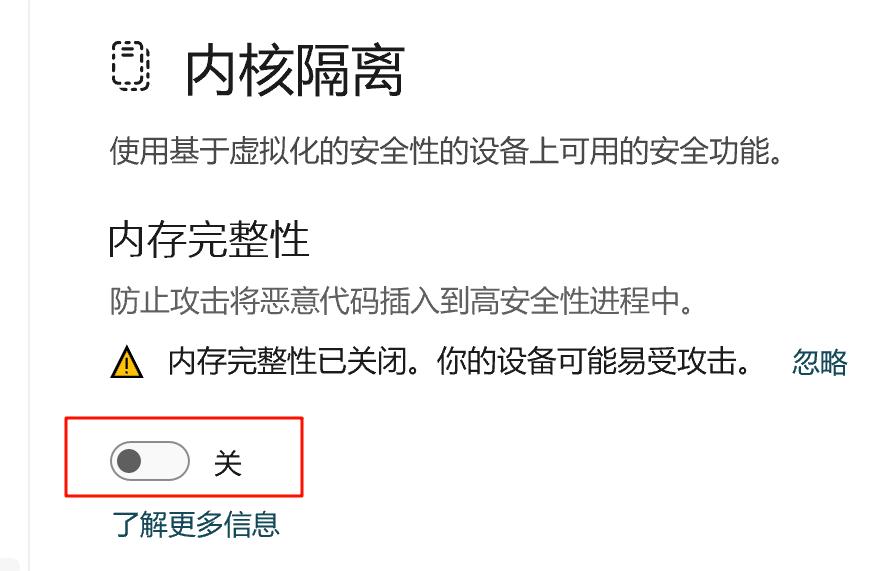 内核隔离
使用基于虚拟化的安全性的设备上可用的安全功能。
内存完整性
防止攻击将恶意代码插入到高安全性进程中。
内存完整性已关闭。你的设备可能易受攻击。 忽略
关
了解更多信息